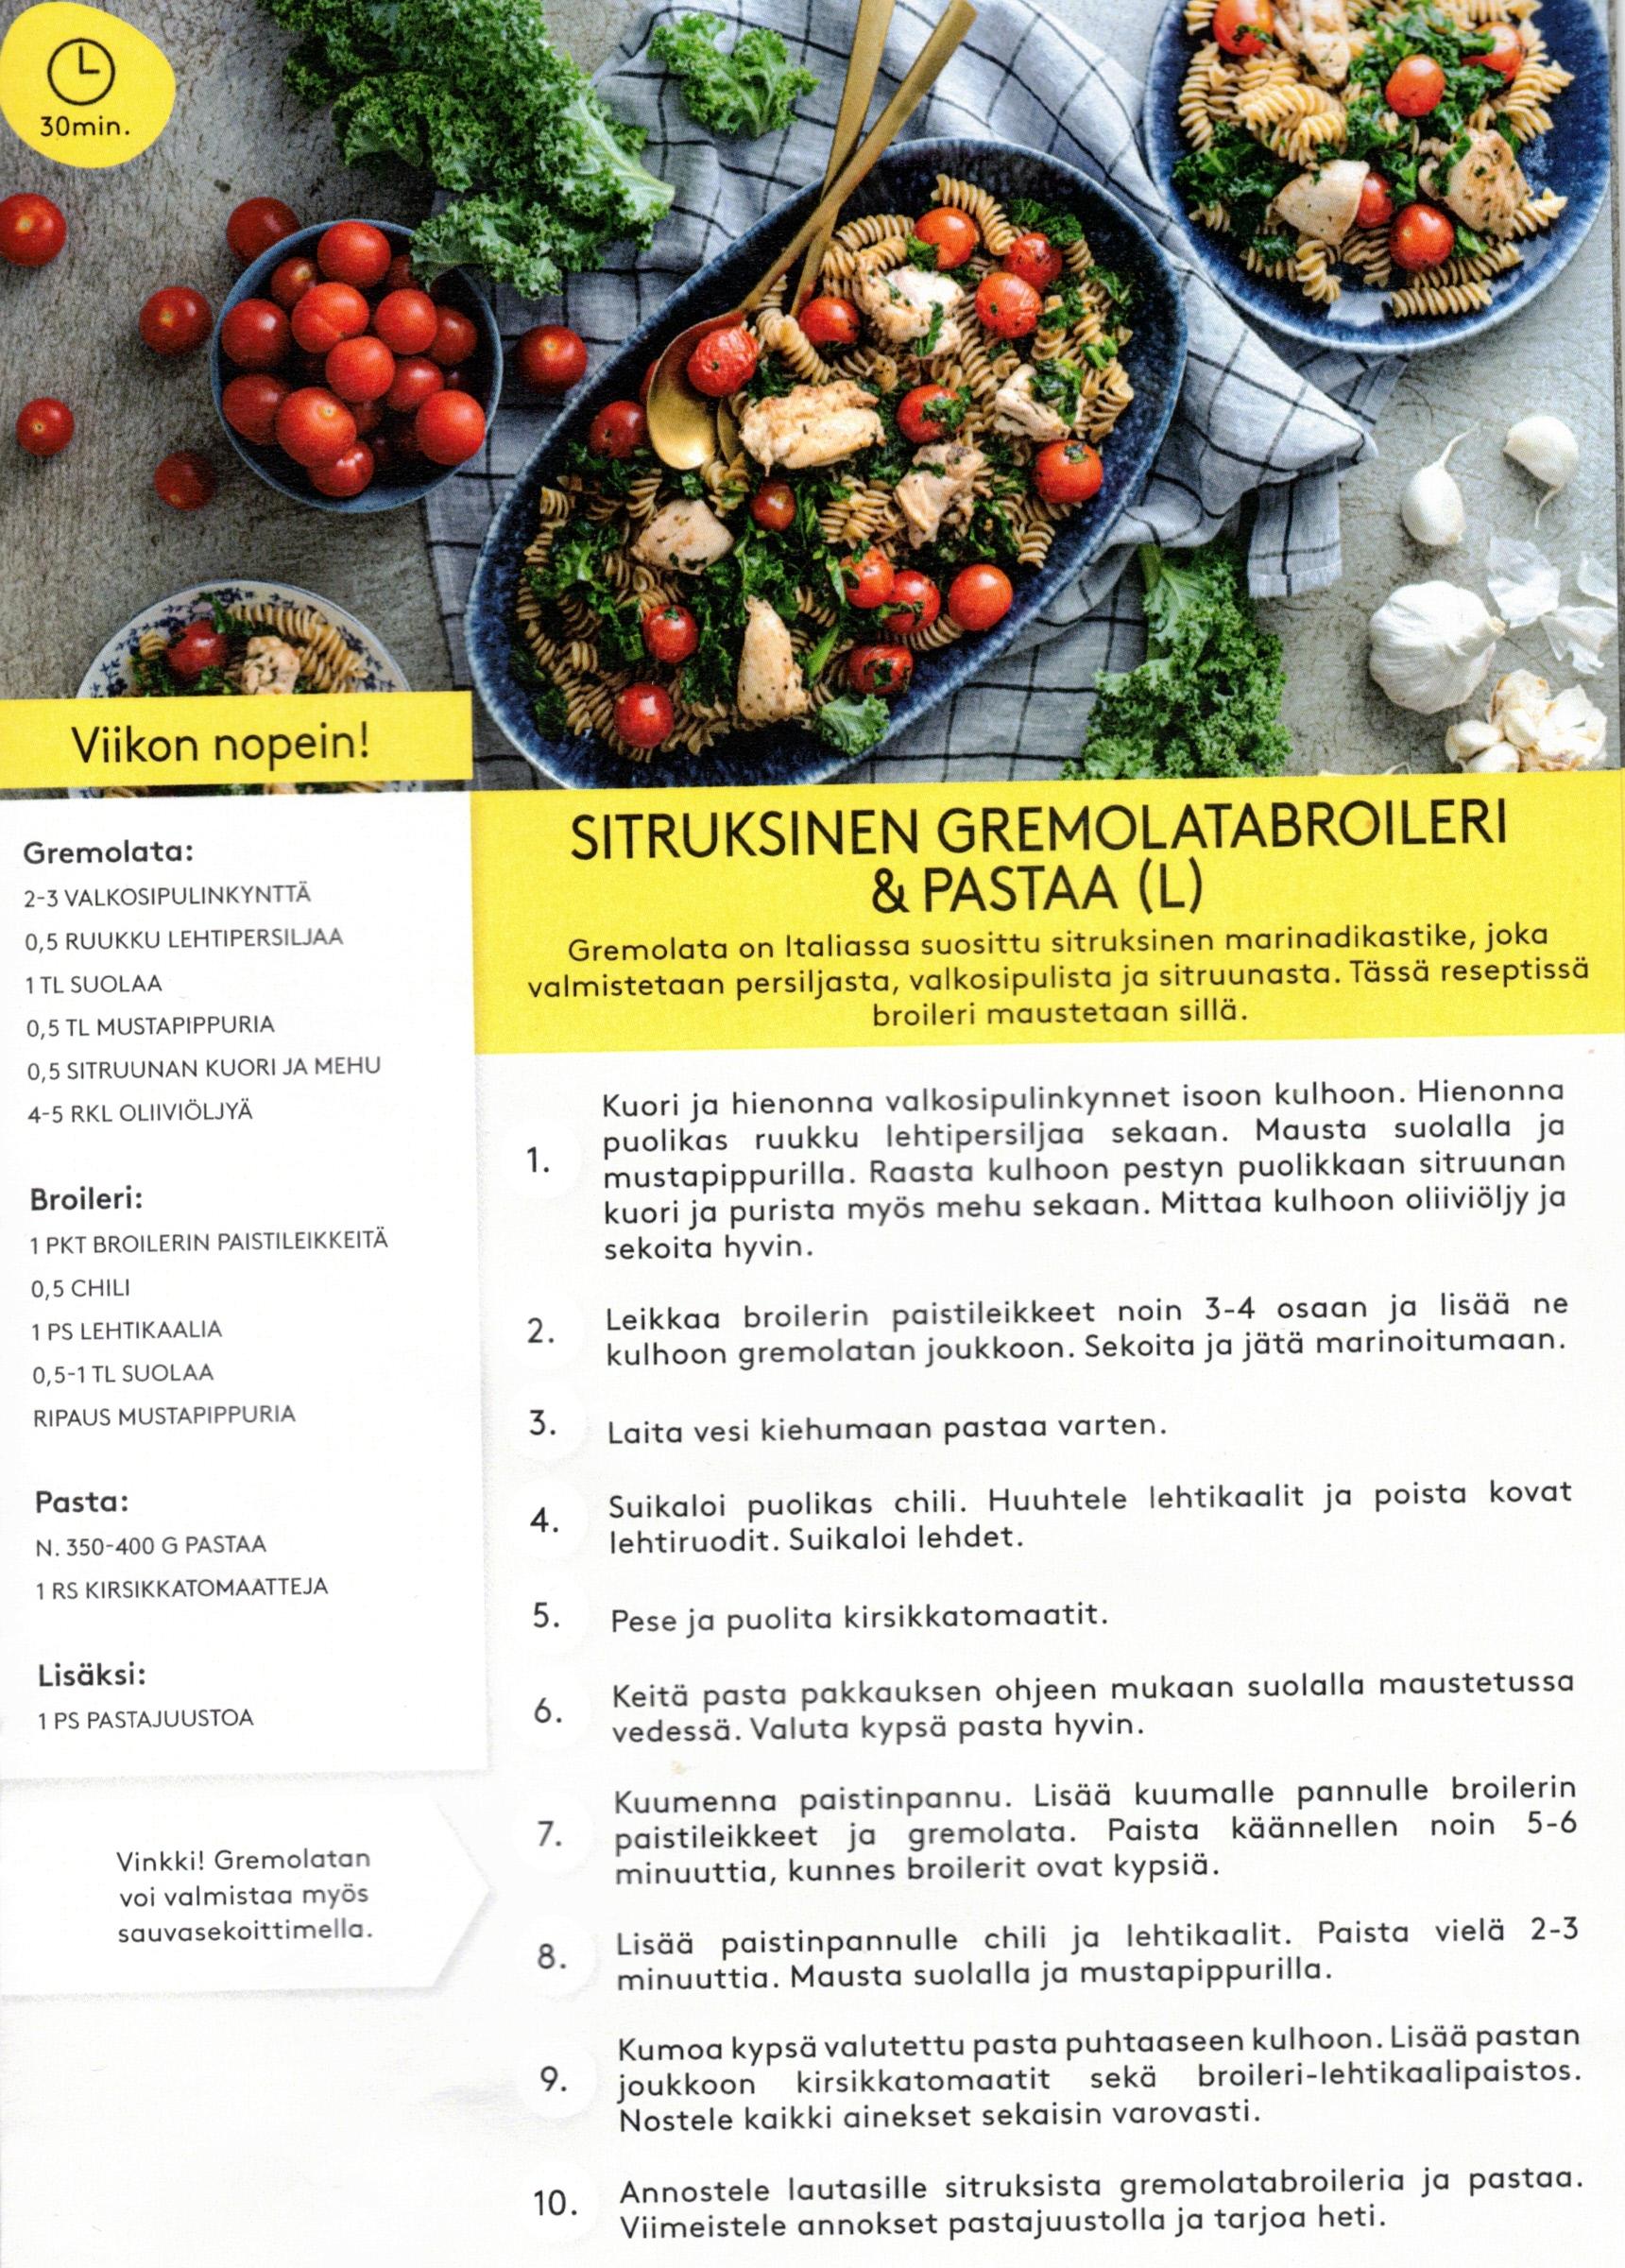 30min.
Viikon nopein!
Gremolata:
2-3 VALKOSIPULINKYNTTÄ
0,5 RUUKKU LEHTIPERSILJAA
1 TL SUOLAA
0,5 TL MUSTAPIPPURIA
0,5 SITRUUNAN KUORI JA MEHU
4-5 RKL OLIIVIÖLJYÄ
Broileri:
1 PKT BROILERIN PAISTILEIKKEITÄ
0,5 CHILI
1 PS LEHTIKAALIA
0,5-1 TL SUOLAA
RIPAUS MUSTAPIPPURIA
Pasta:
N. 350-400 G PASTAA
1 RS KIRSIKKATOMAATTEJA
Lisäksi:
1 PS PASTAJUUSTOA
Vinkki! Gremolatan
voi valmistaa myös
sauvasekoittimella.
SITRUKSINEN GREMOLATABROILERI
& PASTAA (L)
Gremolata on Italiassa suosittu sitruksinen marinadikastike, joka
valmistetaan persiljasta, valkosipulista ja sitruunasta. Tässä reseptissä
broileri maustetaan sillä.
1.
Kuori ja hienonna valkosipulinkynnet isoon kulhoon. Hienonna
puolikas ruukku lehtipersiljaa sekaan. Mausta suolalla ja
mustapippurilla. Raasta kulhoon pestyn puolikkaan sitruunan
kuori ja purista myös mehu sekaan. Mittaa kulhoon oliiviöljy ja
sekoita hyvin.
2.
Leikkaa broilerin paistileikkeet noin 3-4 osaan ja lisää ne
kulhoon gremolatan joukkoon. Sekoita ja jätä marinoitumaan.
3.
Laita vesi kiehumaan pastaa varten.
4.
Suikaloi puolikas chili. Huuhtele lehtikaalit ja poista kovat
lehtiruodit. Suikaloi lehdet.
5.
Pese ja puolita kirsikkatomaatit.
6.
Keitä pasta pakkauksen ohjeen mukaan suolalla maustetussa
vedessä. Valuta kypsä pasta hyvin.
7.
Kuumenna paistinpannu. Lisää kuumalle pannulle broilerin
paistileikkeet ja gremolata. Paista käännellen noin 5-6
minuuttia, kunnes broilerit ovat kypsiä.
8.
Lisää paistinpannulle chili ja lehtikaalit. Paista vielä 2-3
minuuttia. Mausta suolalla ja mustapippurilla.
9.
Kumoa kypsä valutettu pasta puhtaaseen kulhoon. Lisää pastan
joukkoon kirsikkatomaatit sekä broileri-lehtikaalipaistos.
Nostele kaikki ainekset sekaisin varovasti.
10.
Annostele lautasille sitruksista gremolatabroileria ja pastaa.
Viimeistele annokset pastajuustolla ja tarjoa heti.